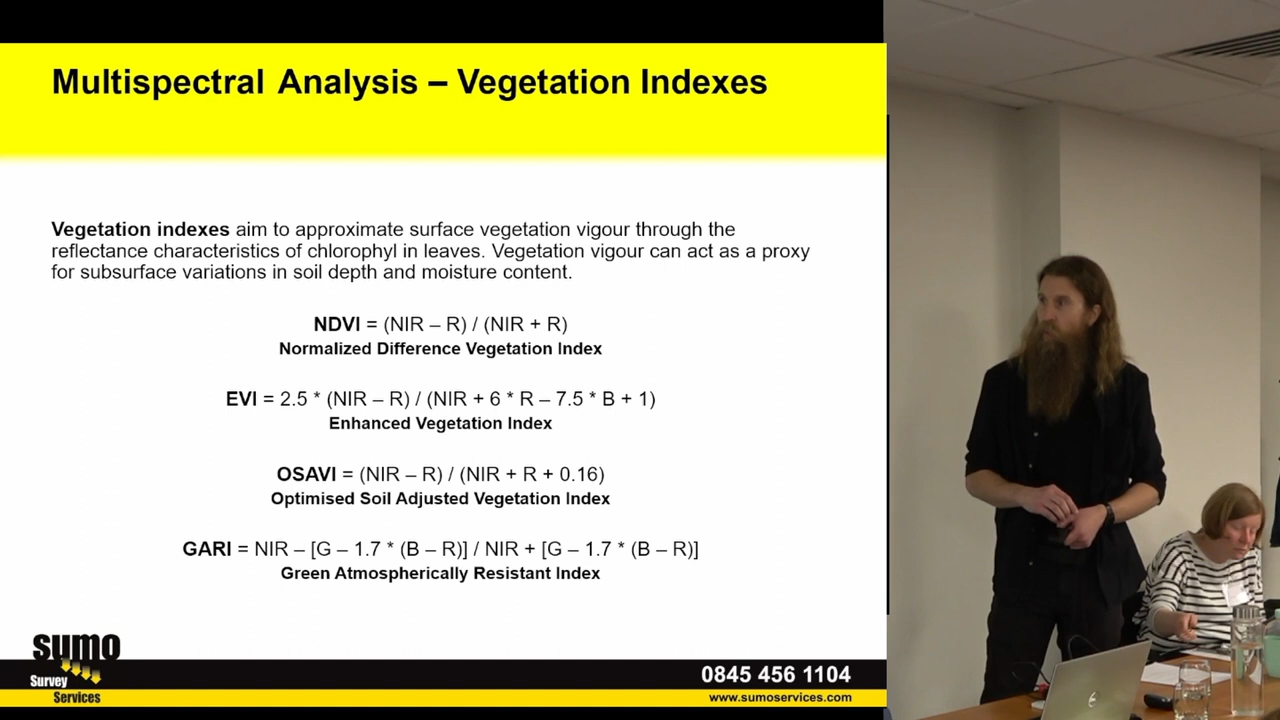 Multispectral Analysis – Vegetation Indexes
Vegetation indexes aim to approximate surface vegetation vigour through the
reflectance characteristics of chlorophyl in leaves. Vegetation vigour can act as a proxy
for subsurface variations in soil depth and moisture content.
NDVI = (NIR – R) / (NIR + R)
Normalized Difference Vegetation Index
EVI = 2.5 * (NIR – R) / (NIR + 6 * R – 7.5 * B + 1)
Enhanced Vegetation Index
OSAVI = (NIR – R) / (NIR + R + 0.16)
Optimised Soil Adjusted Vegetation Index
GARI = NIR – [G – 1.7 * (B – R)] / NIR + [G – 1.7 * (B – R)]
Green Atmospherically Resistant Index
sumo
Survey
Services
0845 456 1104
www.sumoservices.com